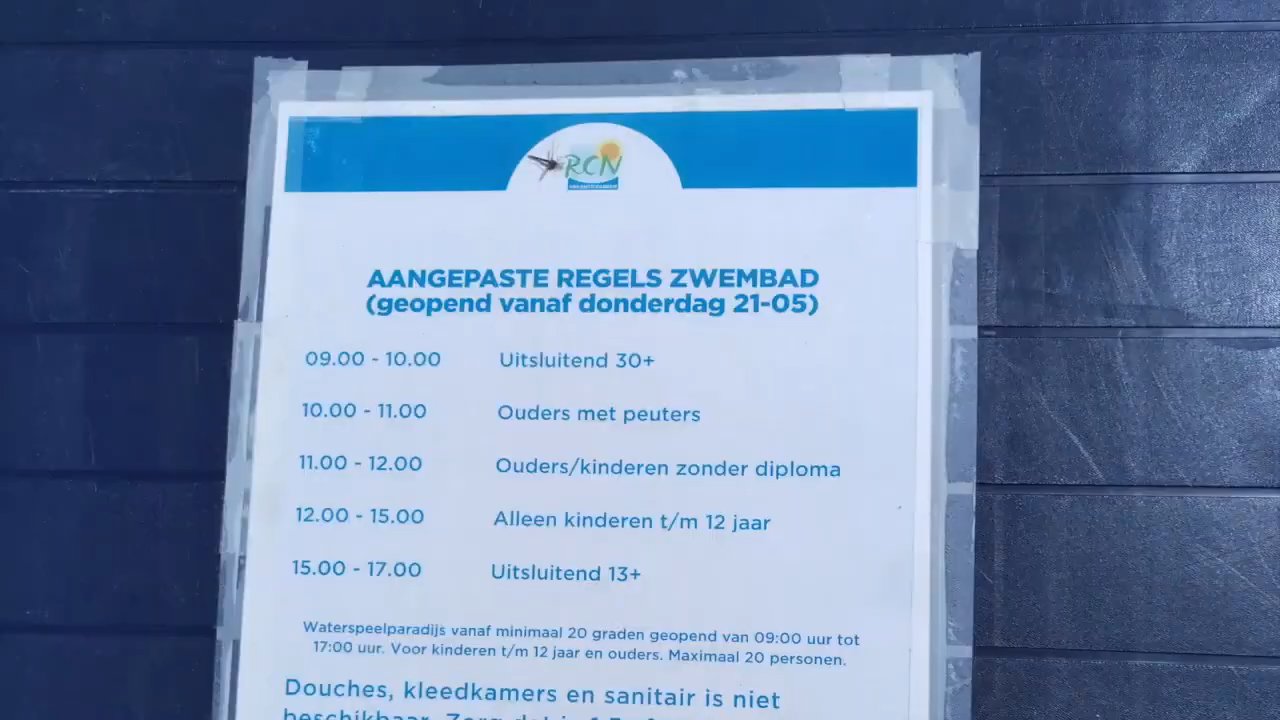 RCN
AANGEPASTE REGELS ZWEMBAD
(geopend vanaf donderdag 21-05)
09.00 - 10.00 Uitsluitend 30+
10.00 - 11.00 Ouders met peuters
11.00 - 12.00 Ouders/kinderen zonder diploma
12.00 - 15.00 Alleen kinderen t/m 12 jaar
15.00 - 17.00 Uitsluitend 13+
Waterspeelparadijs vanaf minimaal 20 graden geopend van 09:00 uur tot
17:00 uur. Voor kinderen t/m 12 jaar en ouders. Maximaal 20 personen.
Douches, kleedkamers en sanitair is niet